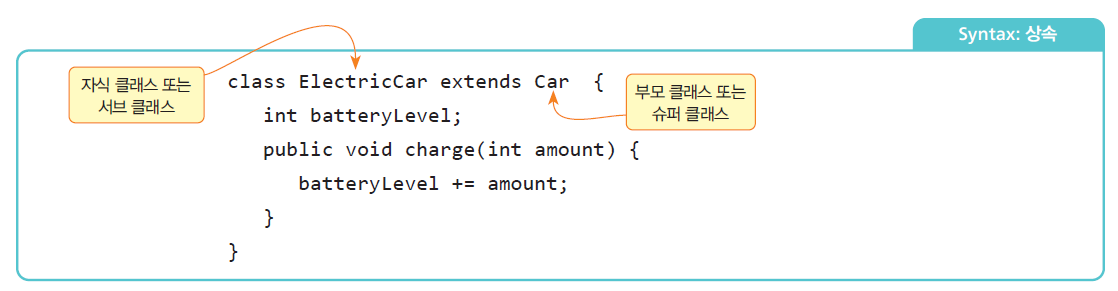 Syntax: 상속
자식 클래스 또는
서브 클래스
class ElectricCar extends Car {
부모 클래스 또는
슈퍼 클래스
int batteryLevel;
public void charge(int amount) {
batteryLevel += amount;
}
}